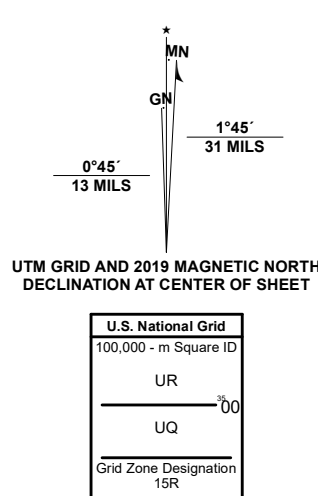 ★
MN
GN
1°45´
31 MILS
0°45´
13 MILS
UTM GRID AND 2019 MAGNETIC NORTH
DECLINATION AT CENTER OF SHEET
U.S. National Grid
100,000 - m Square ID
UR
35 00
UQ
Grid Zone Designation
15R